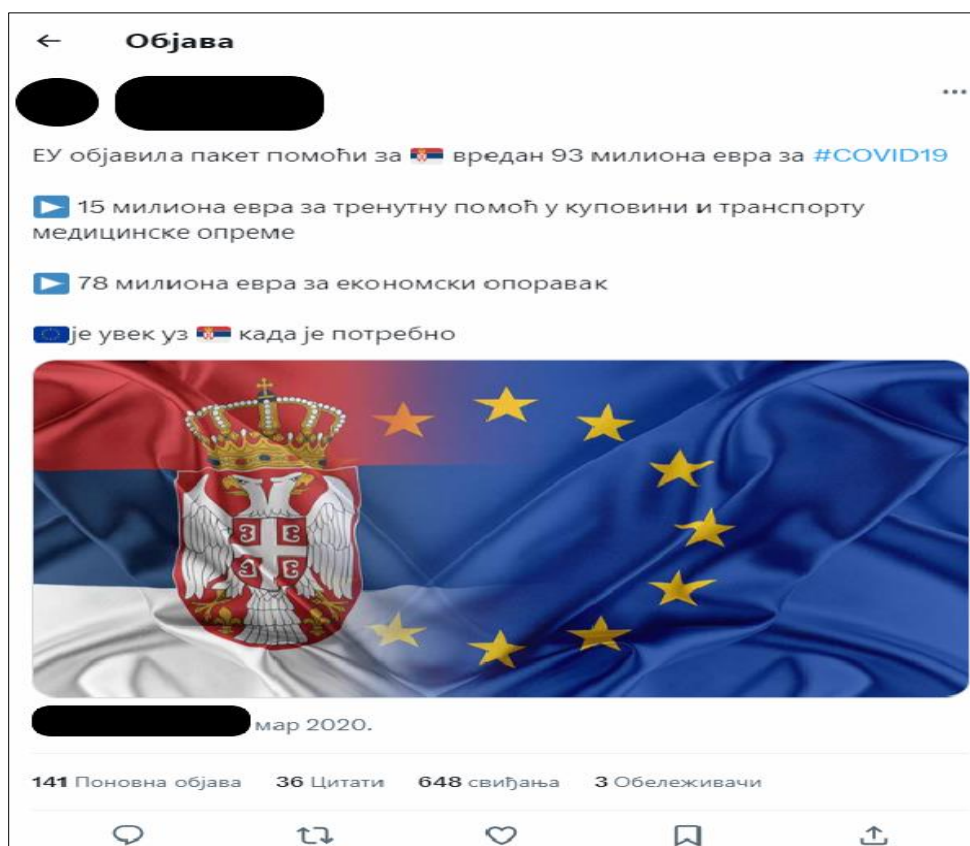 Објава
ЕУ објавила пакет помоћи за 🇷🇸 вредан 93 милиона евра за #COVID19
▶️ 15 милиона евра за тренутну помоћ у куповини и транспорту
медицинске опреме
▶️ 78 милиона евра за економски опоравак
🇪🇺је увек уз 🇷🇸 када је потребно
мар 2020.
141 Поновна објава 36 Цитати 648 свиђања 3 Обележивачи